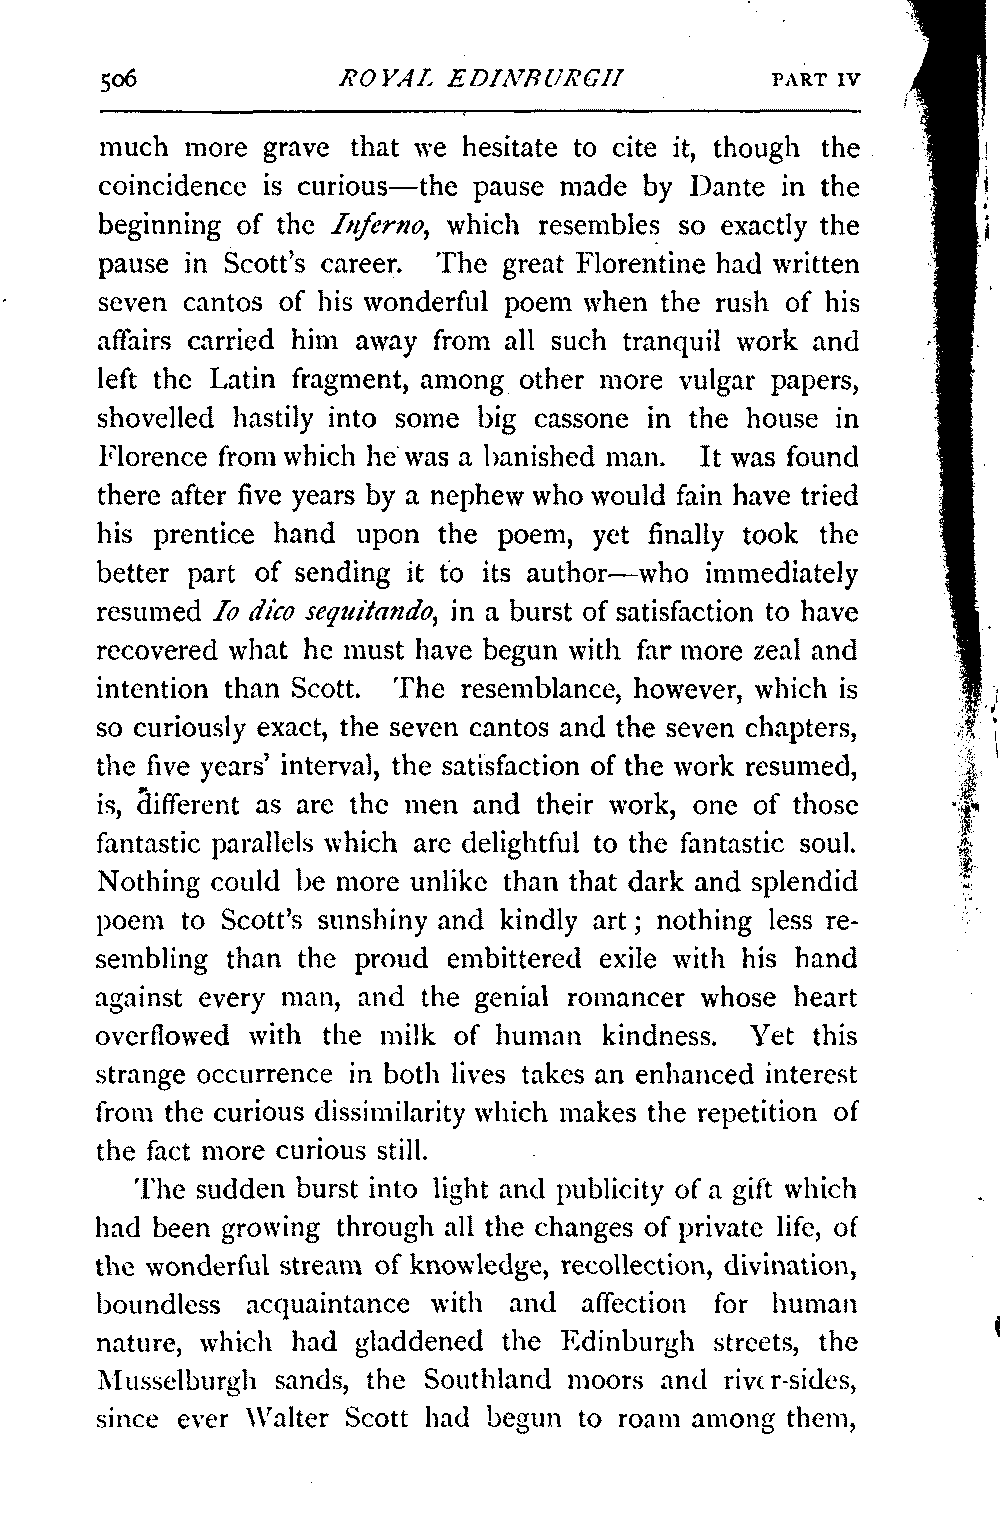 506 ROYAL EDINBURGH PART IV
much more grave that we hesitate to cite it, though the
coincidence is curious—the pause made by Dante in the
beginning of the Inferno, which resembles so exactly the
pause in Scott's career. The great Florentine had written
seven cantos of his wonderful poem when the rush of his
affairs carried him away from all such tranquil work and
left the Latin fragment, among other more vulgar papers,
shovelled hastily into some big cassone in the house in
Florence from which he was a banished man. It was found
there after five years by a nephew who would fain have tried
his prentice hand upon the poem, yet finally took the
better part of sending it to its author—who immediately
resumed Io dico sequitando, in a burst of satisfaction to have
recovered what he must have begun with far more zeal and
intention than Scott. The resemblance, however, which is
so curiously exact, the seven cantos and the seven chapters,
the five years' interval, the satisfaction of the work resumed,
is, different as are the men and their work, one of those
fantastic parallels which are delightful to the fantastic soul.
Nothing could be more unlike than that dark and splendid
poem to Scott's sunshiny and kindly art; nothing less re-
sembling than the proud embittered exile with his hand
against every man, and the genial romancer whose heart
overflowed with the milk of human kindness. Yet this
strange occurrence in both lives takes an enhanced interest
from the curious dissimilarity which makes the repetition of
the fact more curious still.
The sudden burst into light and publicity of a gift which
had been growing through all the changes of private life, of
the wonderful stream of knowledge, recollection, divination,
boundless acquaintance with and affection for human
nature, which had gladdened the Edinburgh streets, the
Musselburgh sands, the Southland moors and river-sides,
since ever Walter Scott had begun to roam among them,